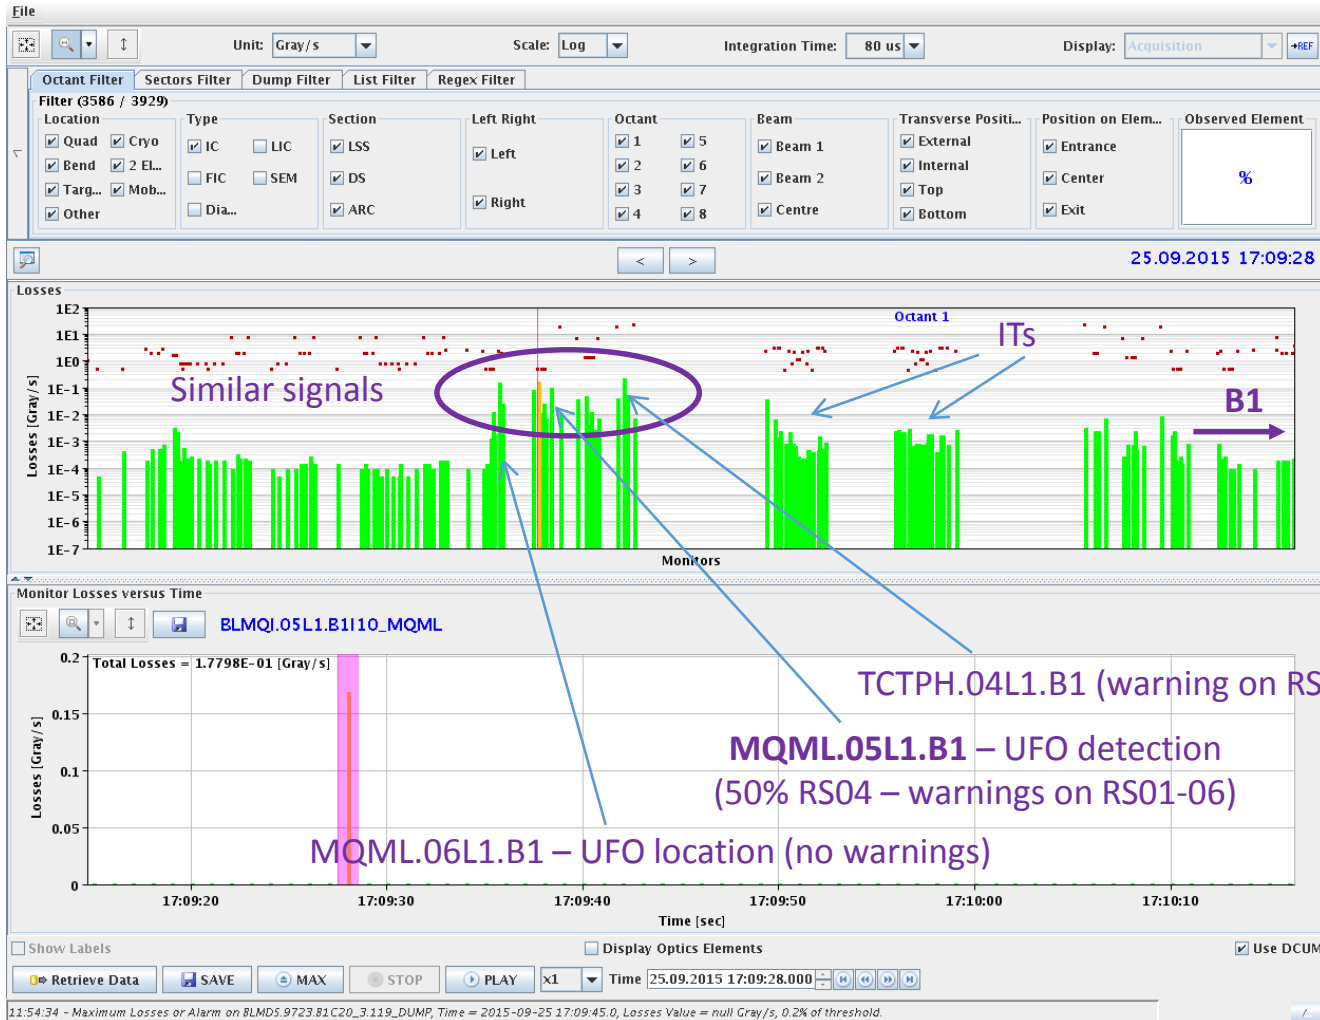 File
Unit: Gray/s Scale: Log Integration Time: 80 us Display: Acquisition →REF
Octant Filter Sectors Filter Dump Filter List Filter Regex Filter
Filter (3586 / 3929)
Location Type Section Left Right Octant Beam Transverse Positi... Position on Elem... Observed Element
Quad Cryo IC LIC LSS Left 1 5 Beam 1 External Entrance
Bend 2 El... FIC SEM DS 2 6 Beam 2 Internal Center %
Targ... Mob... Dia... ARC Right 3 7 Centre Top Exit
Other 4 8 Bottom
< > 25.09.2015 17:09:28
Losses
1E2
1E1
1E0
1E-1
1E-2
1E-3
1E-4
1E-5
1E-6
1E-7
Losses [Gray/s]
Octant 1
ITs
Similar signals
B1
Monitors
Monitor Losses versus Time
BLMQI.05L1.B1I10_MQML
Total Losses = 1.7798E-01 [Gray/s]
0.2
0.15
0.1
0.05
0
Losses [Gray/s]
TCTPH.04L1.B1 (warning on RS
MQML.05L1.B1 – UFO detection
(50% RS04 – warnings on RS01-06)
MQML.06L1.B1 – UFO location (no warnings)
17:09:20 17:09:30 17:09:40 17:09:50 17:10:00 17:10:10
Time [sec]
Show Labels Display Optics Elements Use DCUM
Retrieve Data SAVE MAX STOP PLAY x1 Time 25.09.2015 17:09:28.000
11:54:34 - Maximum Losses or Alarm on BLMDS.9723.B1C20_3.119_DUMP, Time = 2015-09-25 17:09:45.0, Losses Value = null Gray/s, 0.2% of threshold.